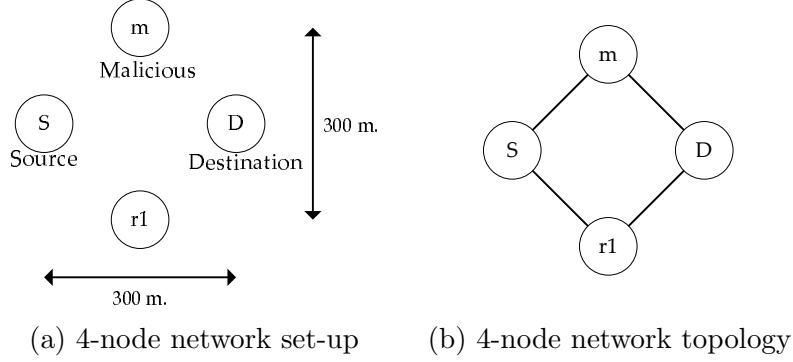 m
Malicious
S
Source
D
Destination
r1
300 m.
300 m.
(a) 4-node network set-up
m
S
D
r1
(b) 4-node network topology